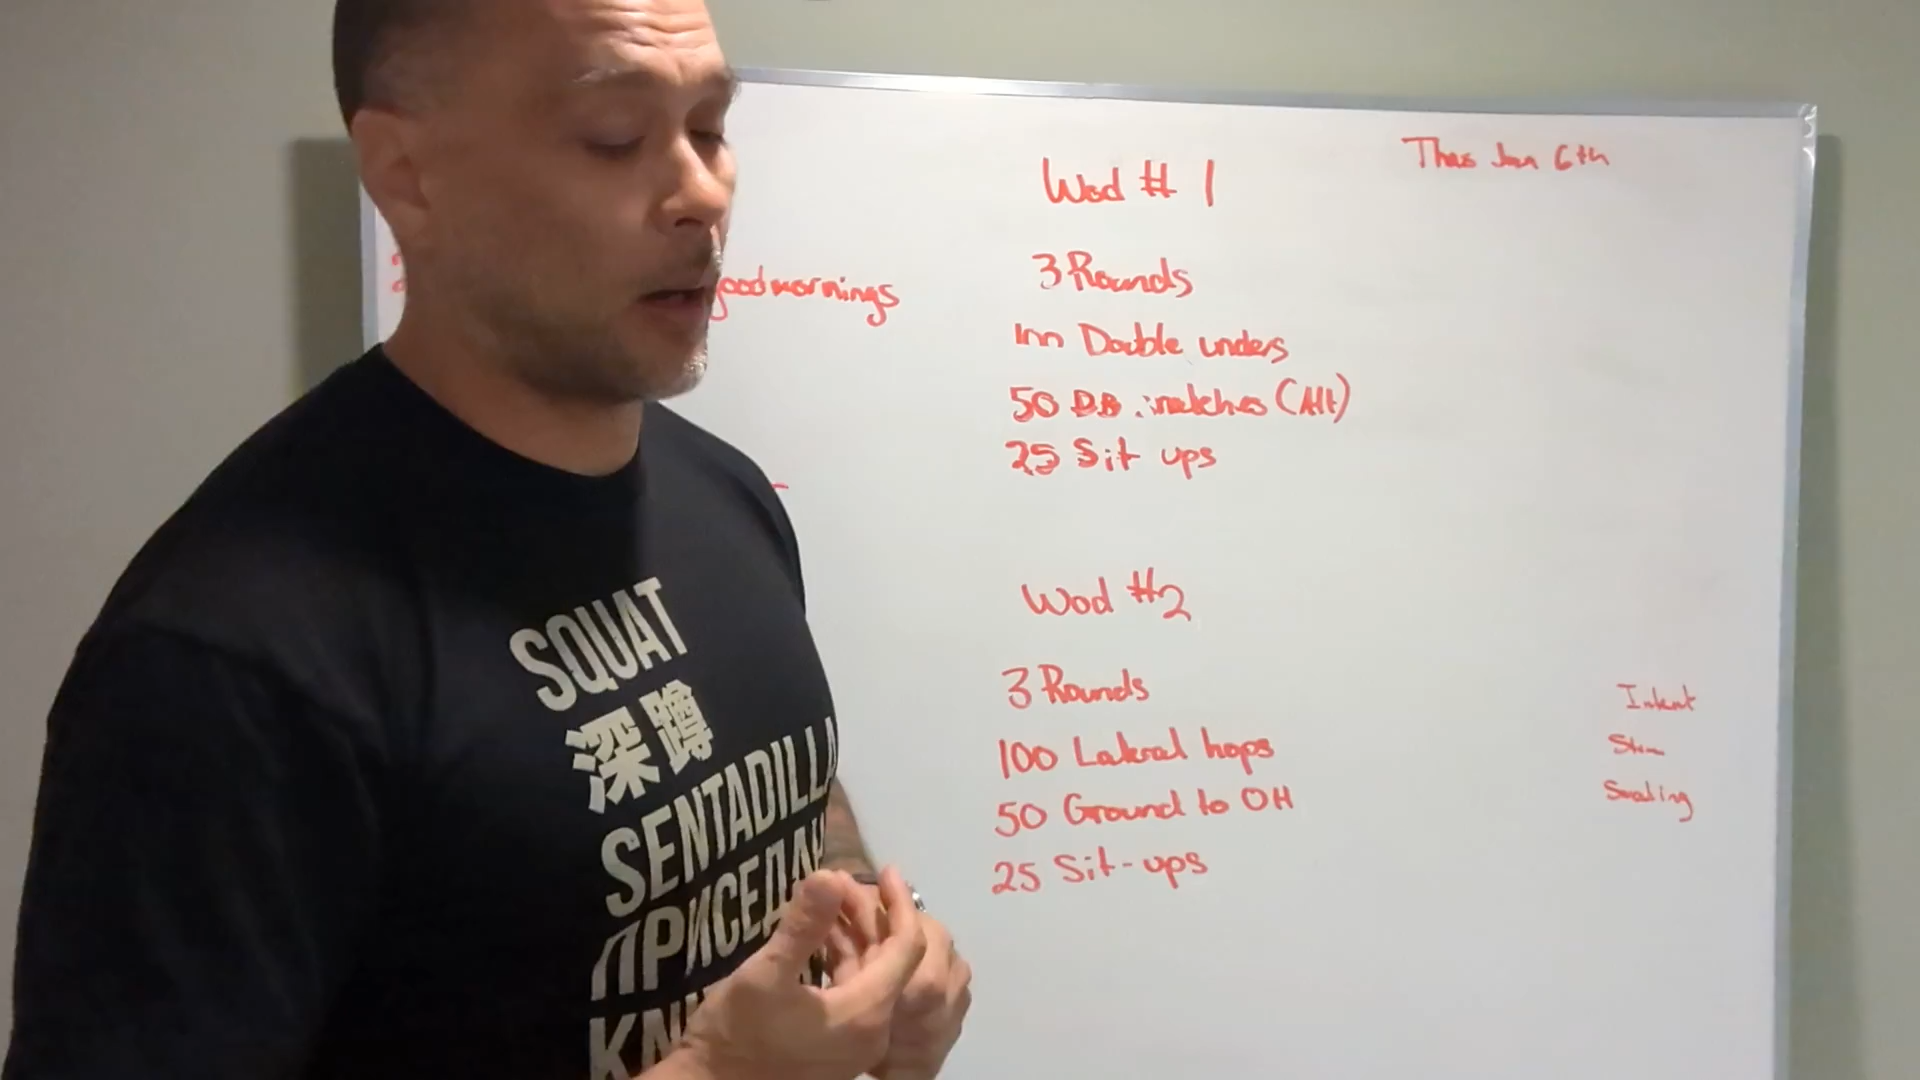 Thurs Jan 6th
Wod # 1
3 Rounds
100 Double unders
50 DB snatches (Alt)
25 Sit ups
goodmornings
Wod #2
3 Rounds
100 Lateral hops
50 Ground to OH
25 Sit-ups
Intent
Stim
Scaling
SQUAT
深蹲
SENTADILLA
ПРИСЕДАН
KNI